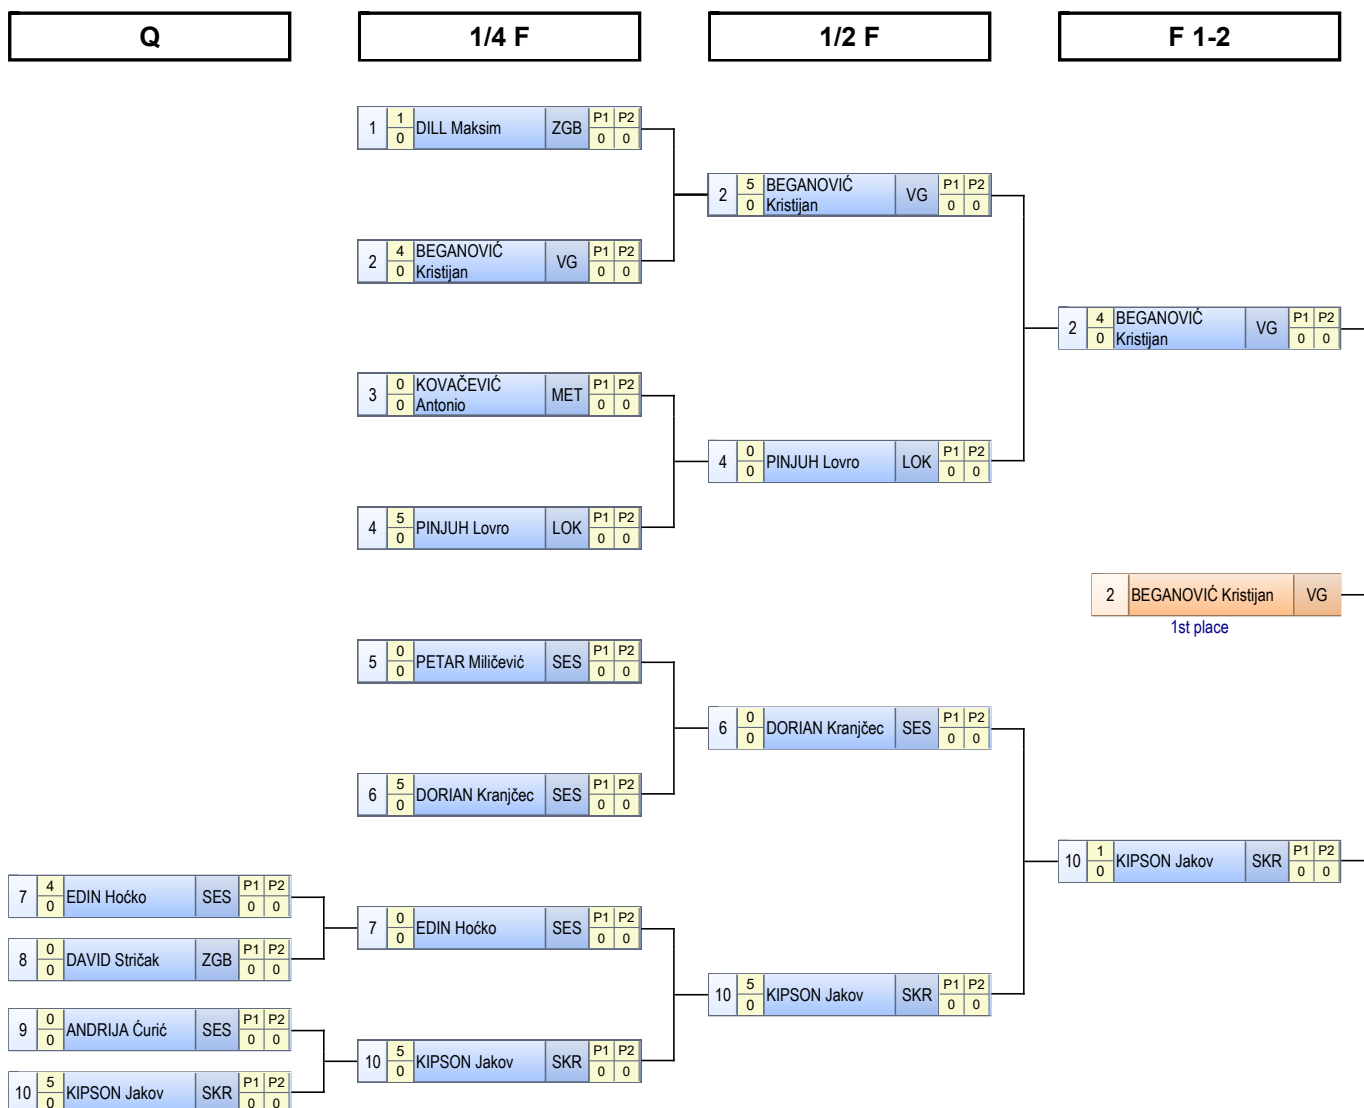 Q
1/4 F
1/2 F
F 1-2
1 1 0 DILL Maksim ZGB P1 P2 0 0
2 5 0 BEGANOVIĆ Kristijan VG P1 P2 0 0
2 4 0 BEGANOVIĆ Kristijan VG P1 P2 0 0
2 4 0 BEGANOVIĆ Kristijan VG P1 P2 0 0
3 0 0 KOVAČEVIĆ Antonio MET P1 P2 0 0
4 0 0 PINJUH Lovro LOK P1 P2 0 0
4 5 0 PINJUH Lovro LOK P1 P2 0 0
2 BEGANOVIĆ Kristijan VG
1st place
5 0 0 PETAR Miličević SES P1 P2 0 0
6 0 0 DORIAN Kranjčec SES P1 P2 0 0
6 5 0 DORIAN Kranjčec SES P1 P2 0 0
10 1 0 KIPSON Jakov SKR P1 P2 0 0
7 4 0 EDIN Hoćko SES P1 P2 0 0
7 0 0 EDIN Hoćko SES P1 P2 0 0
8 0 0 DAVID Stričak ZGB P1 P2 0 0
10 5 0 KIPSON Jakov SKR P1 P2 0 0
9 0 0 ANDRIJA Ćurić SES P1 P2 0 0
10 5 0 KIPSON Jakov SKR P1 P2 0 0
10 5 0 KIPSON Jakov SKR P1 P2 0 0